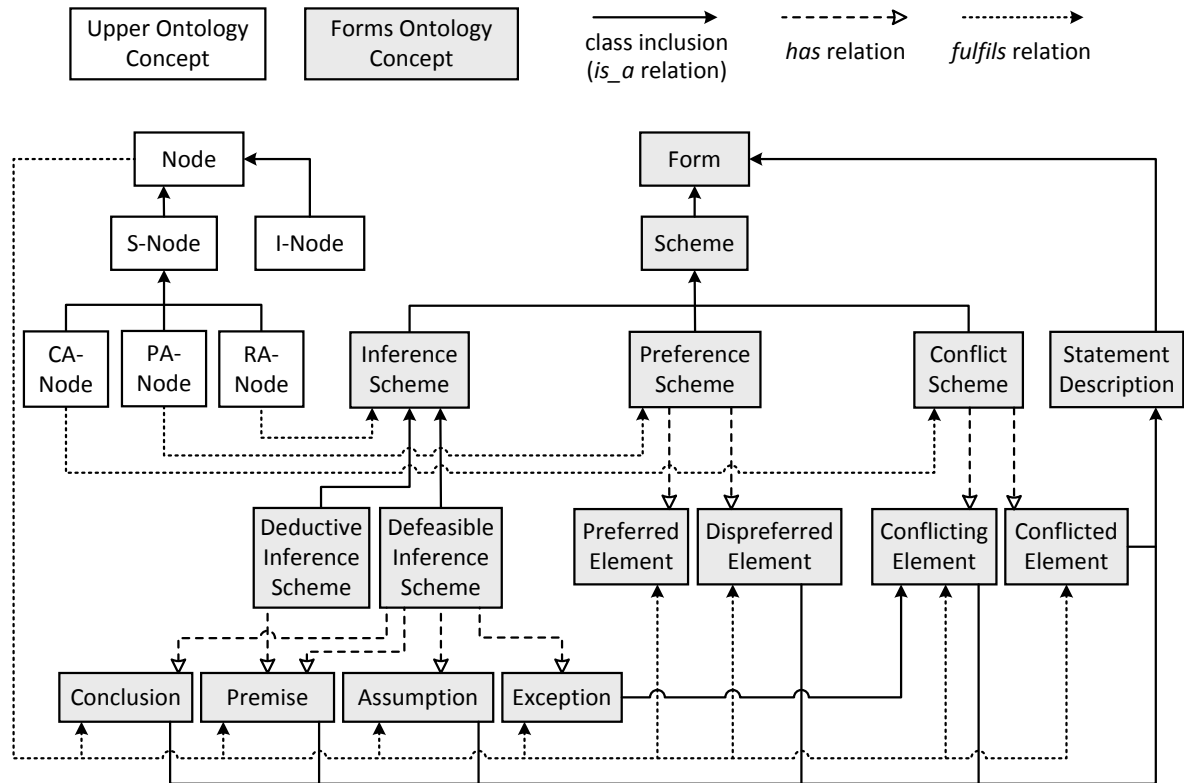 Upper Ontology
Concept
Forms Ontology
Concept
class inclusion
(is_a relation)
has relation
fulfils relation
Node
Form
S-Node
I-Node
Scheme
CA-
Node
PA-
Node
RA-
Node
Inference
Scheme
Preference
Scheme
Conflict
Scheme
Statement
Description
Deductive
Inference
Scheme
Defeasible
Inference
Scheme
Preferred
Element
Dispreferred
Element
Conflicting
Element
Conflicted
Element
Conclusion
Premise
Assumption
Exception